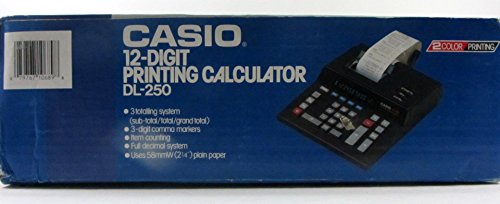 CASIO®
12-DIGIT
PRINTING CALCULATOR
DL-250
• 3 totalling system
(sub-total/total/grand total)
• 3-digit comma markers
• Item counting
• Full decimal system
• Uses 58mmW (2¼") plain paper
2 COLOR PRINTING
CASIO